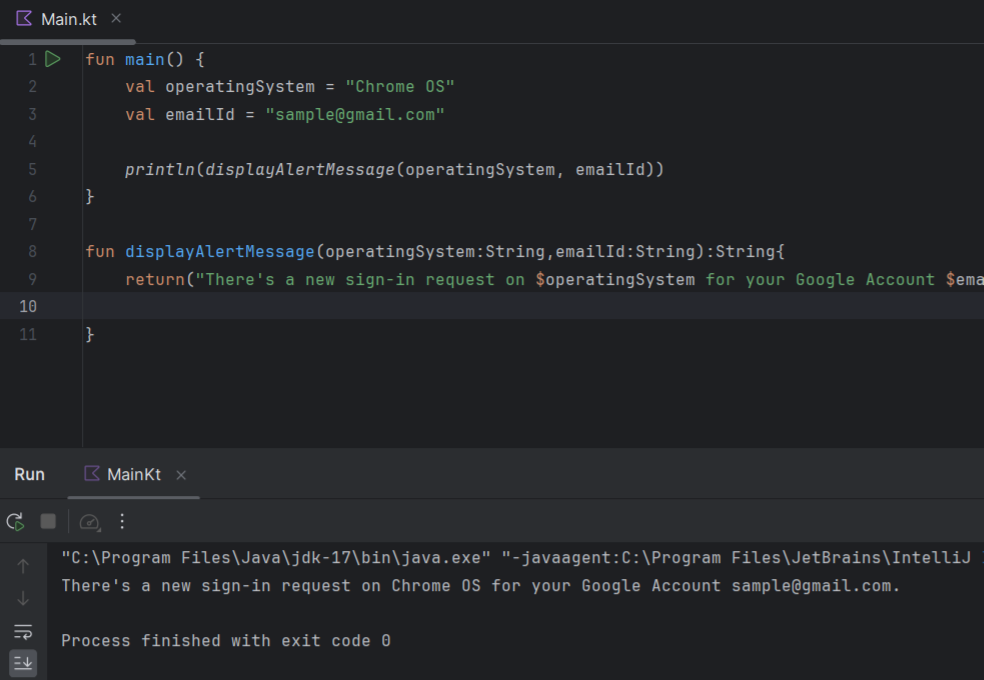 Main.kt
1 fun main() {
2 val operatingSystem = "Chrome OS"
3 val emailId = "sample@gmail.com"
4
5 println(displayAlertMessage(operatingSystem, emailId))
6 }
7
8 fun displayAlertMessage(operatingSystem:String,emailId:String):String{
9 return("There's a new sign-in request on $operatingSystem for your Google Account $ema
10
11 }
Run MainKt
"C:\Program Files\Java\jdk-17\bin\java.exe" "-javaagent:C:\Program Files\JetBrains\IntelliJ
There's a new sign-in request on Chrome OS for your Google Account sample@gmail.com.
Process finished with exit code 0